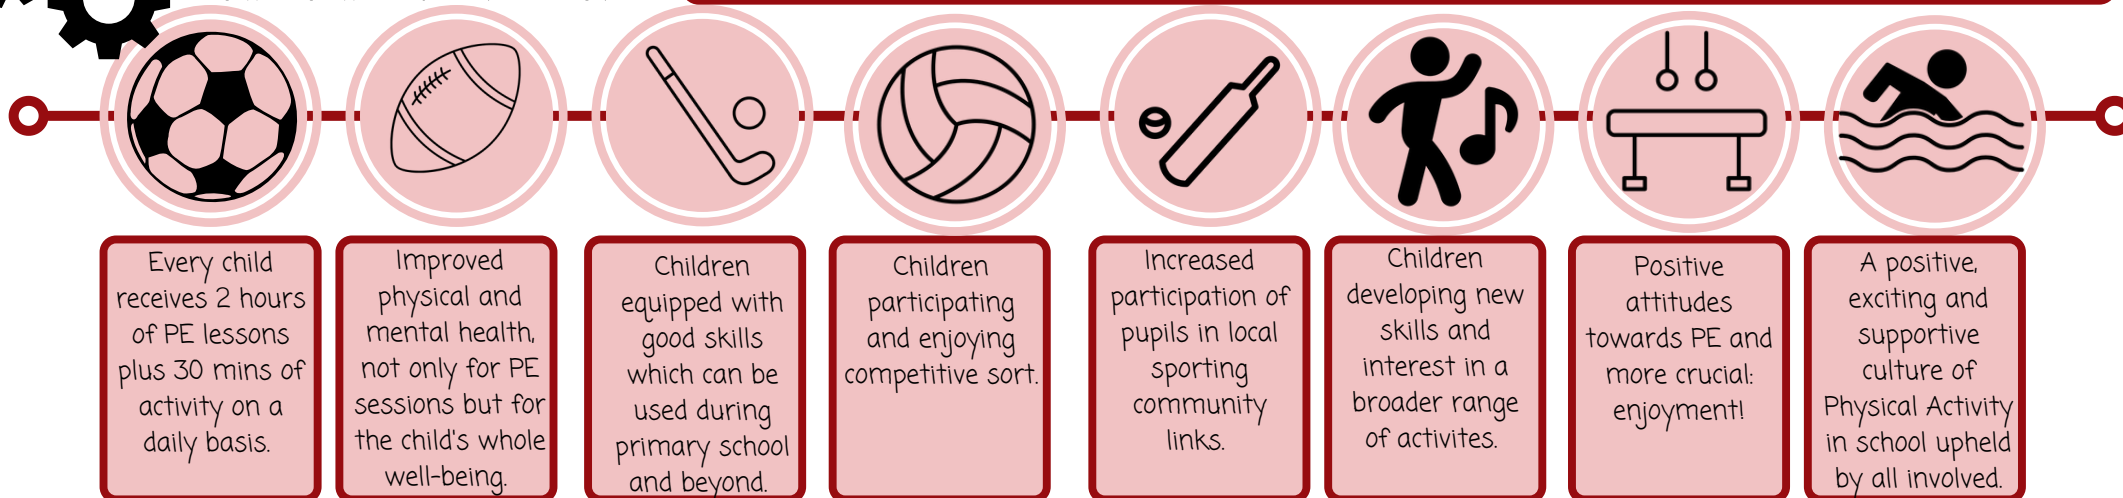 Every child
receives 2 hours
of PE lessons
plus 30 mins of
activity on a
daily basis.
Improved
physical and
mental health,
not only for PE
sessions but for
the child's whole
well-being.
Children
equipped with
good skills
which can be
used during
primary school
and beyond.
Children
participating
and enjoying
competitive sort.
Increased
participation of
pupils in local
sporting
community
links.
Children
developing new
skills and
interest in a
broader range
of activites.
Positive
attitudes
towards PE and
more crucial:
enjoyment!
A positive,
exciting and
supportive
culture of
Physical Activity
in school upheld
by all involved.